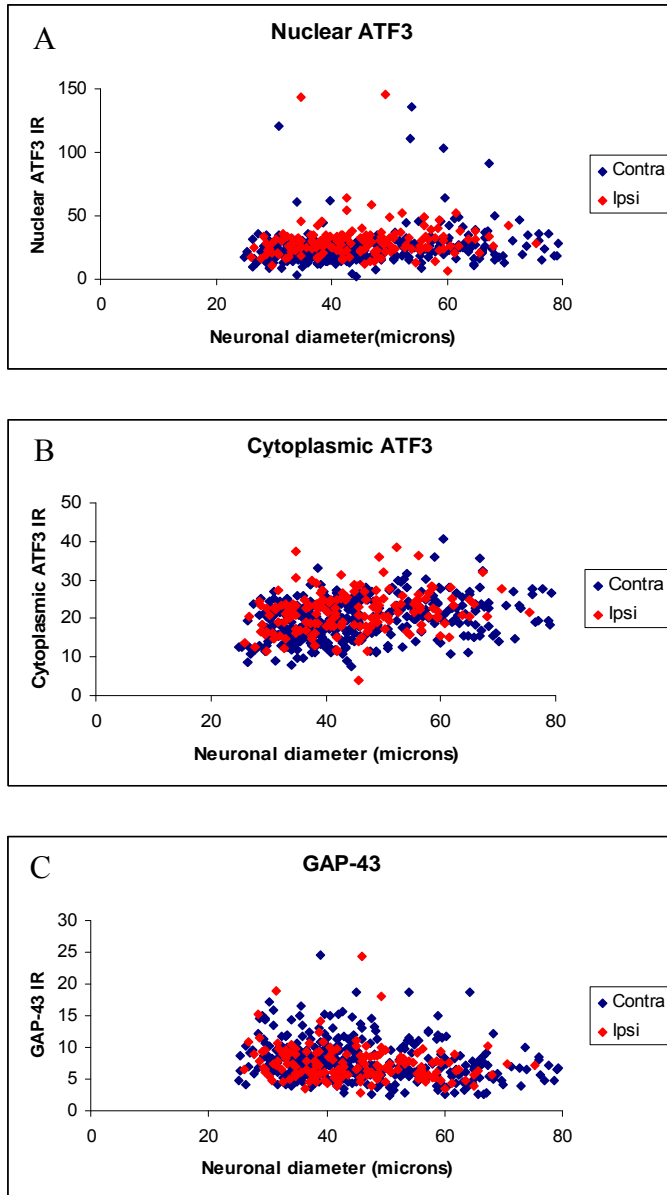 A
Nuclear ATF3
150
100
50
0
0 20 40 60 80
Nuclear ATF3 IR
Neuronal diameter(microns)
Contra
Ipsi
B
Cytoplasmic ATF3
50
40
30
20
10
0
0 20 40 60 80
Cytoplasmic ATF3 IR
Neuronal diameter (microns)
Contra
Ipsi
C
GAP-43
30
25
20
15
10
5
0
0 20 40 60 80
GAP-43 IR
Neuronal diameter (microns)
Contra
Ipsi